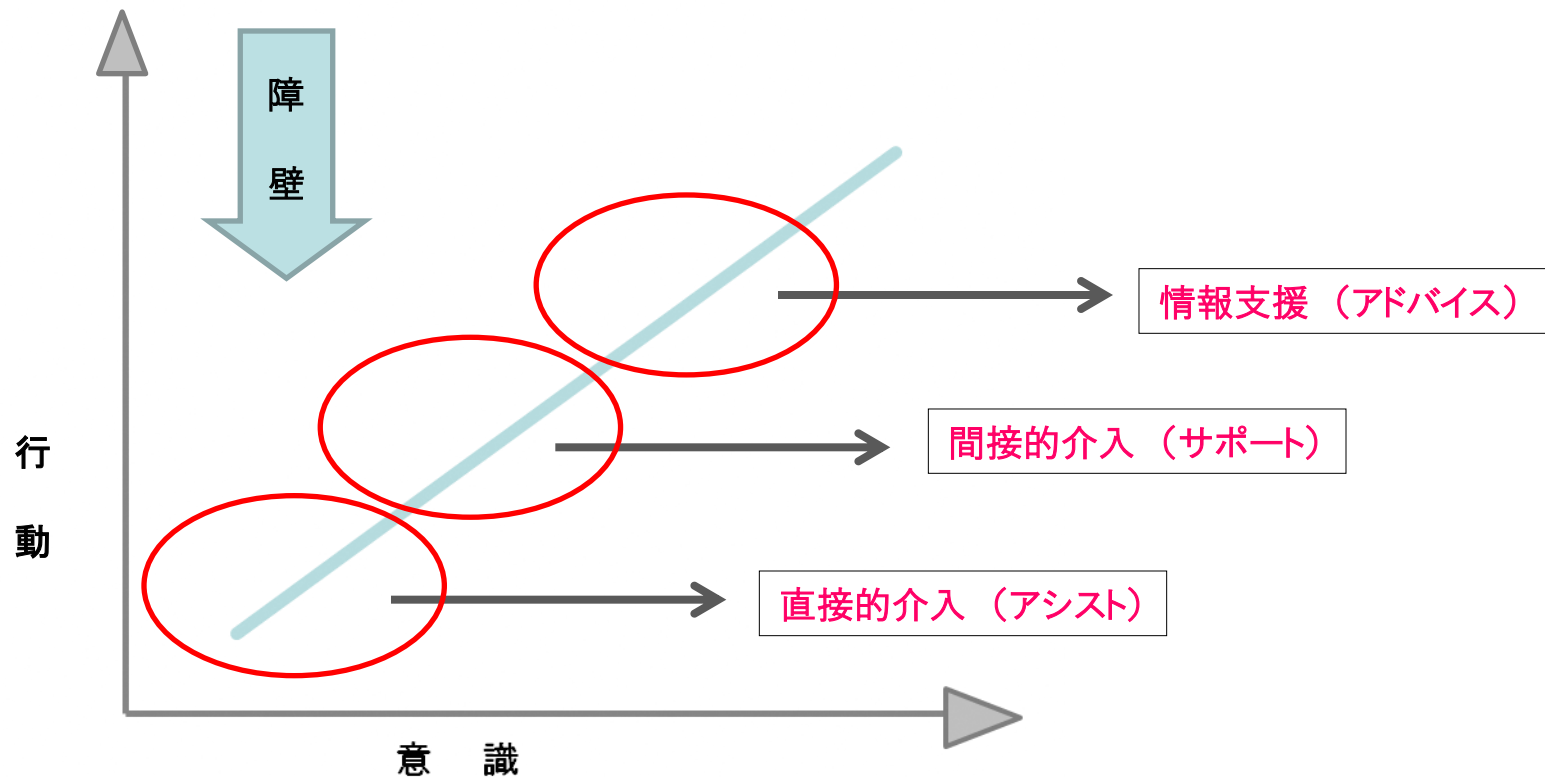 障壁
情報支援 （アドバイス）
間接的介入 （サポート）
行動
直接的介入 （アシスト）
意 識